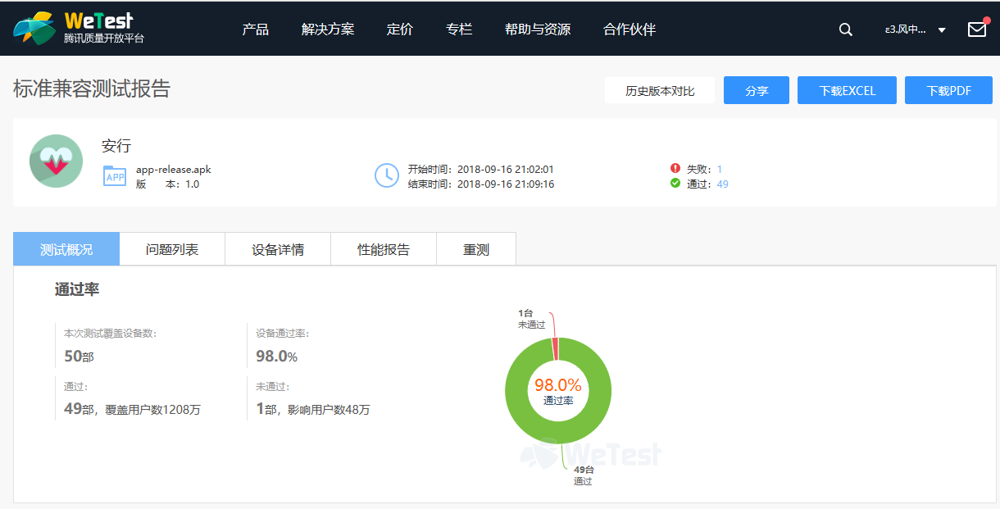 WeTest
腾讯质量开放平台
产品 解决方案 定价 专栏 帮助与资源 合作伙伴
ε3.风中...
标准兼容测试报告
历史版本对比 分享 下载EXCEL 下载PDF
安行
APP
app-release.apk
版 本：1.0
开始时间：2018-09-16 21:02:01
结束时间：2018-09-16 21:09:16
失败：1
通过：49
测试概况 问题列表 设备详情 性能报告 重测
通过率
本次测试覆盖设备数：
50部
设备通过率：
98.0%
通过：
49部，覆盖用户数1208万
未通过：
1部，影响用户数48万
1台
未通过
98.0%
通过率
WeTest
49台
通过